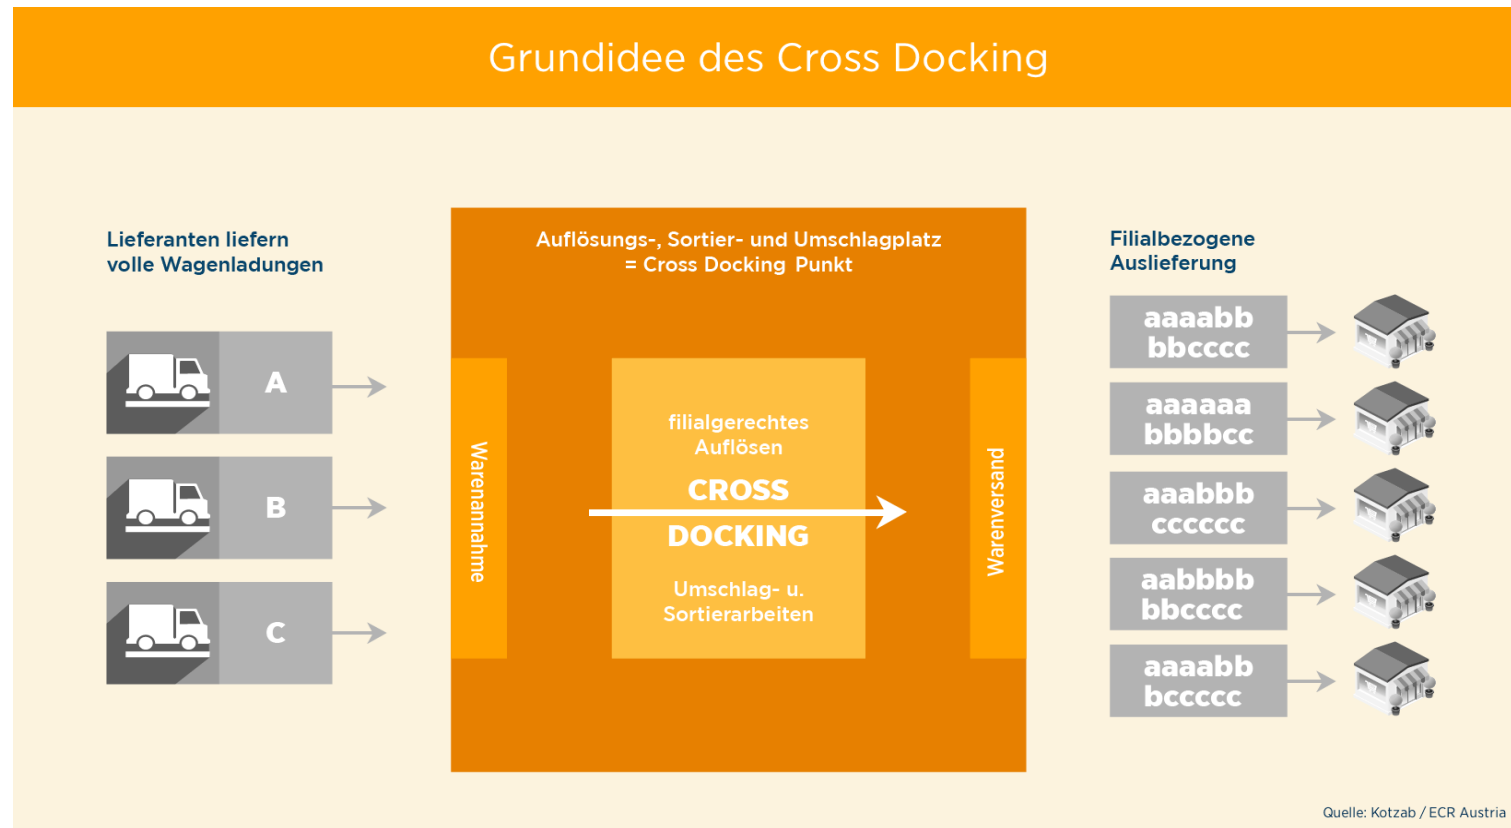 Grundidee des Cross Docking
Lieferanten liefern
volle Wagenladungen
A
B
C
Auflösungs-, Sortier- und Umschlagplatz
= Cross Docking Punkt
Warenannahme
filialgerechtes
Auflösen
CROSS
DOCKING
Umschlag- u.
Sortierarbeiten
Warenversand
Filialbezogene
Auslieferung
aaaabb
bbcccc
aaaaaa
bbbbcc
aaabbb
cccccc
aabbbb
bbcccc
aaaabb
bccccc
Quelle: Kotzab / ECR Austria